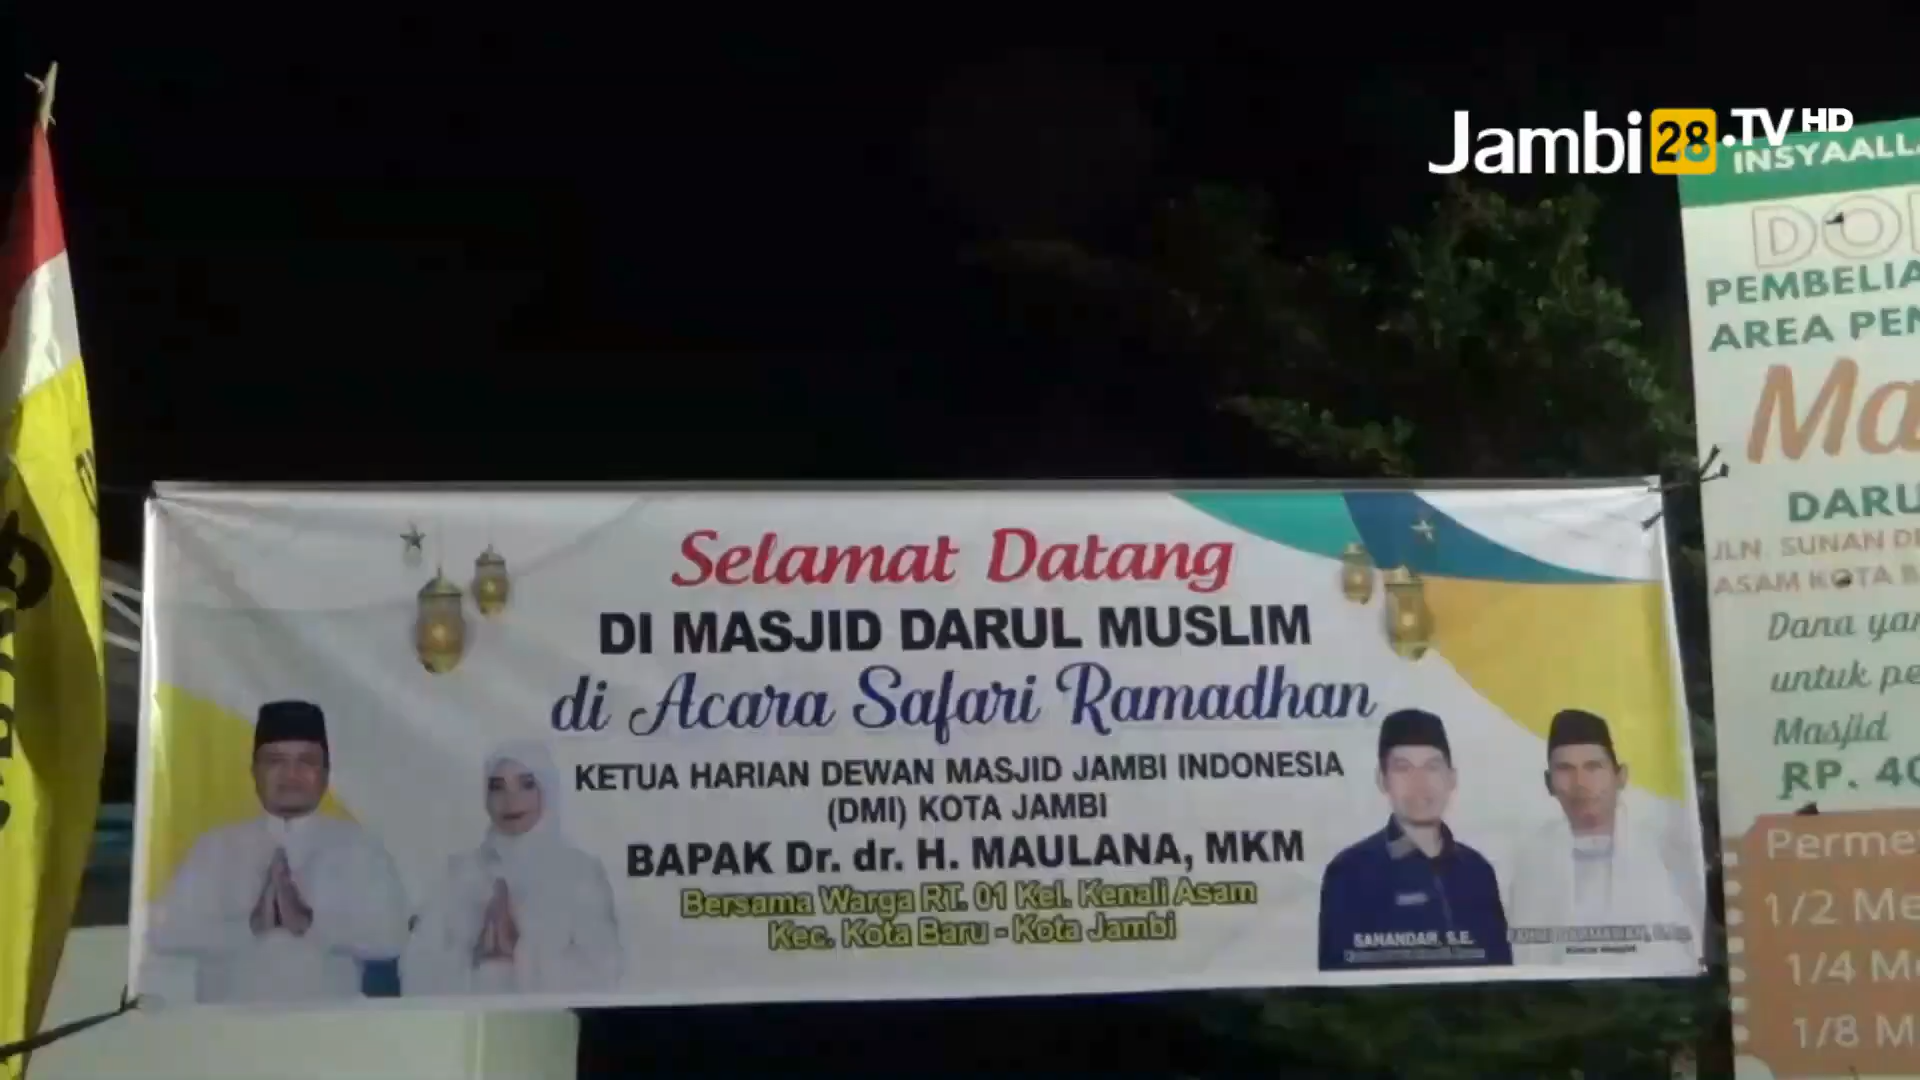 Jambi28.TV HD
Selamat Datang
DI MASJID DARUL MUSLIM
di Acara Safari Ramadhan
KETUA HARIAN DEWAN MASJID JAMBI INDONESIA
(DMI) KOTA JAMBI
BAPAK Dr. dr. H. MAULANA, MKM
Bersama Warga RT. 01 Kel. Kenali Asam
Kec. Kota Baru - Kota Jambi
SAHANDAR, S.E.
INSYAALL
DO
PEMBELIA
AREA PEN
Ma
DARU
JLN. SUNAN DR
ASAM KOTA B
Dana yan
untuk pe
Masjid
RP. 40
Perme
1/2 Me
1/4 Me
1/8 M